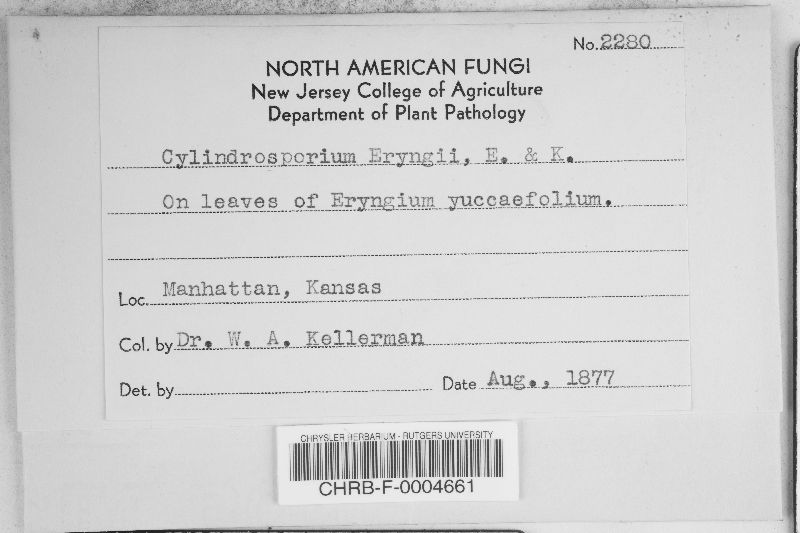 No. 2280
NORTH AMERICAN FUNGI
New Jersey College of Agriculture
Department of Plant Pathology
Cylindrosporium Eryngii, E. & K.
On leaves of Eryngium yuccaefolium.
Loc. Manhattan, Kansas
Col. by Dr. W. A. Kellerman
Det. by
Date Aug., 1877
CHRYSLER HERBARIUM - RUTGERS UNIVERSITY
CHRB-F-0004661